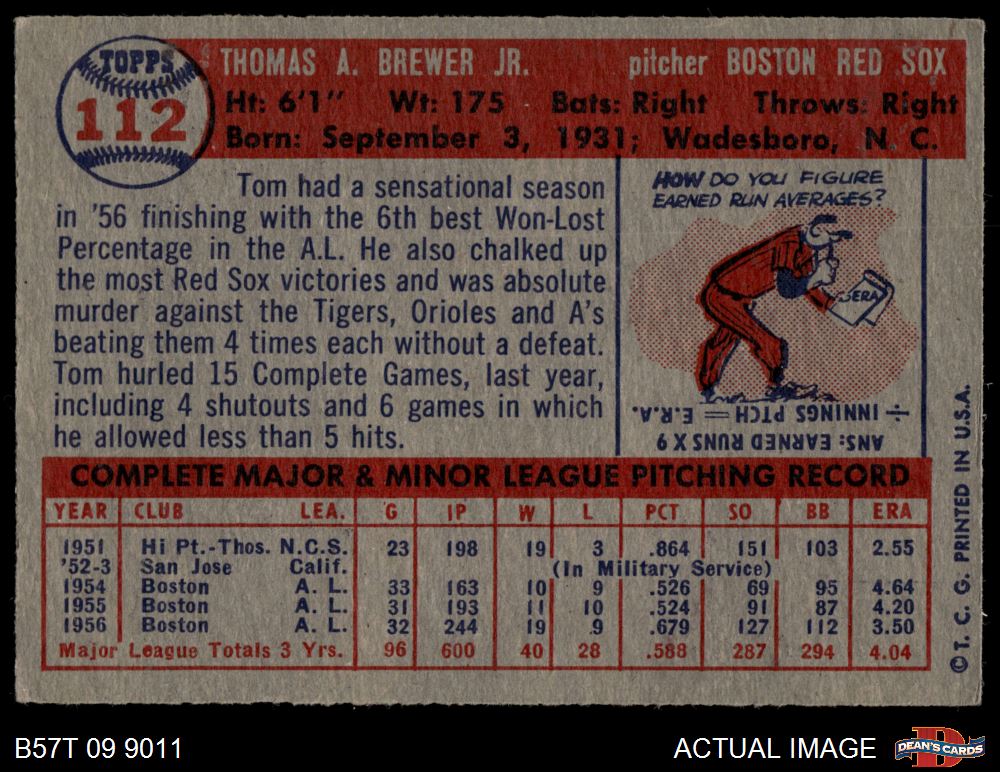 TOPPS
112
THOMAS A. BREWER JR. pitcher BOSTON RED SOX
Ht: 6'1" Wt: 175 Bats: Right Throws: Right
Born: September 3, 1931; Wadesboro, N. C.
Tom had a sensational season
in '56 finishing with the 6th best Won-Lost
Percentage in the A.L. He also chalked up
the most Red Sox victories and was absolute
murder against the Tigers, Orioles and A's
beating them 4 times each without a defeat.
Tom hurled 15 Complete Games, last year,
including 4 shutouts and 6 games in which
he allowed less than 5 hits.
HOW DO YOU FIGURE
EARNED RUN AVERAGES?
ERA
ANS: EARNED RUNS X 9
÷ INNINGS PTCH = E.R.A.
COMPLETE MAJOR & MINOR LEAGUE PITCHING RECORD
YEAR CLUB LEA. G IP W L PCT SO BB ERA
1951 Hi Pt.-Thos. N.C.S. 23 198 19 3 .864 151 103 2.55
'52-3 San Jose Calif. (In Military Service)
1954 Boston A. L. 33 163 10 9 .526 69 95 4.64
1955 Boston A. L. 31 193 11 10 .524 91 87 4.20
1956 Boston A. L. 32 244 19 .9 .679 127 112 3.50
Major League Totals 3 Yrs. 96 600 40 28 .588 287 294 4.04
© T. C. G. PRINTED IN U.S.A.
B57T 09 9011
ACTUAL IMAGE
D
DEAN'S CARDS